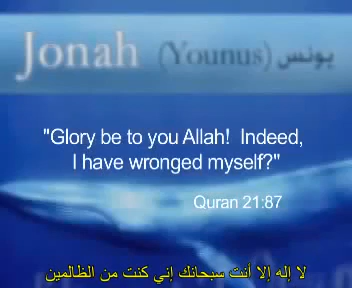 Jonah (Younus) يونس
"Glory be to you Allah! Indeed,
I have wronged myself?"
Quran 21:87
لا إله إلا أنت سبحانك إني كنت من الظالمين